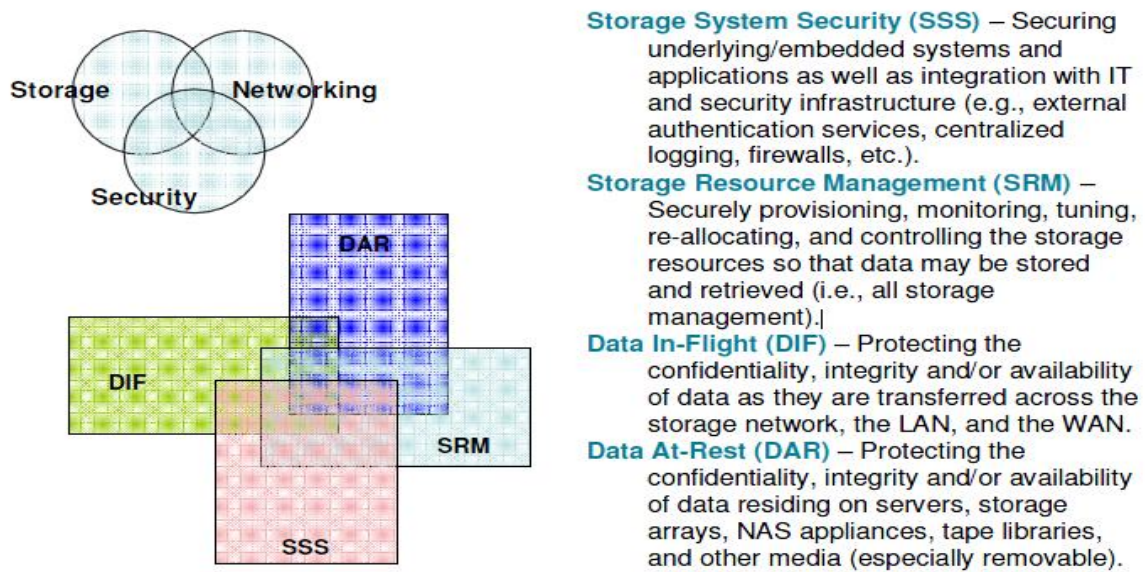 Storage
Networking
Security
DAR
DIF
SRM
SSS
Storage System Security (SSS) – Securing
underlying/embedded systems and
applications as well as integration with IT
and security infrastructure (e.g., external
authentication services, centralized
logging, firewalls, etc.).
Storage Resource Management (SRM) –
Securely provisioning, monitoring, tuning,
re-allocating, and controlling the storage
resources so that data may be stored
and retrieved (i.e., all storage
management).
Data In-Flight (DIF) – Protecting the
confidentiality, integrity and/or availability
of data as they are transferred across the
storage network, the LAN, and the WAN.
Data At-Rest (DAR) – Protecting the
confidentiality, integrity and/or availability
of data residing on servers, storage
arrays, NAS appliances, tape libraries,
and other media (especially removable).